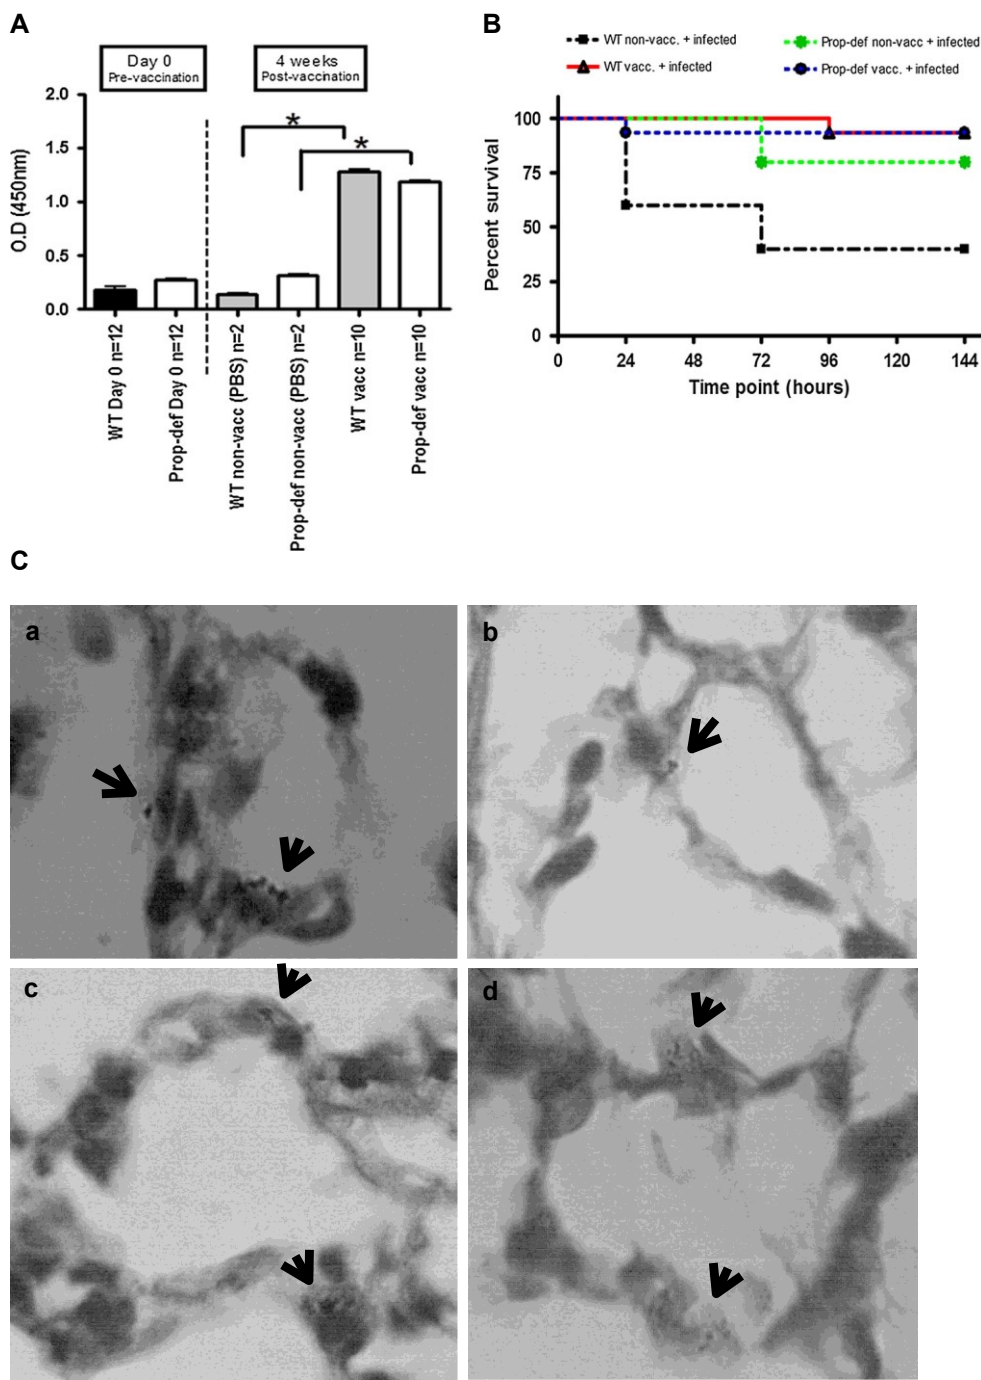 A
Day 0
Pre-vaccination
4 weeks
Post-vaccination
2.0
1.5
1.0
0.5
0.0
O.D (450nm)
*
*
WT Day 0 n=12
Prop-def Day 0 n=12
WT non-vacc (PBS) n=2
Prop-def non-vacc (PBS) n=2
WT vacc n=10
Prop-def vacc n=10
B
WT non-vacc. + infected
WT vacc. + infected
Prop-def non-vacc + infected
Prop-def vacc. + infected
100
75
50
25
0
Percent survival
0 24 48 72 96 120 144
Time point (hours)
C
a
b
c
d